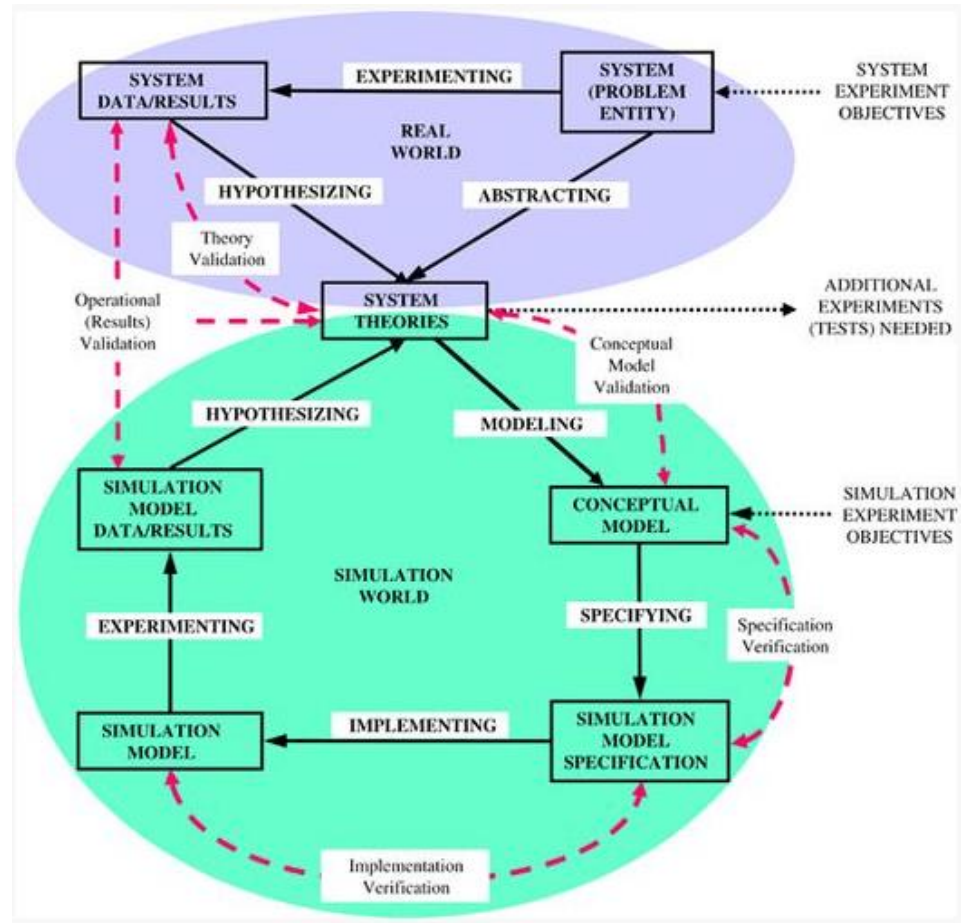 SYSTEM
DATA/RESULTS
EXPERIMENTING
SYSTEM
(PROBLEM
ENTITY)
SYSTEM
EXPERIMENT
OBJECTIVES
REAL
WORLD
HYPOTHESIZING
ABSTRACTING
Theory
Validation
Operational
(Results)
Validation
SYSTEM
THEORIES
ADDITIONAL
EXPERIMENTS
(TESTS) NEEDED
Conceptual
Model
Validation
HYPOTHESIZING
MODELING
SIMULATION
MODEL
DATA/RESULTS
CONCEPTUAL
MODEL
SIMULATION
EXPERIMENT
OBJECTIVES
SIMULATION
WORLD
EXPERIMENTING
SPECIFYING
Specification
Verification
SIMULATION
MODEL
IMPLEMENTING
SIMULATION
MODEL
SPECIFICATION
Implementation
Verification